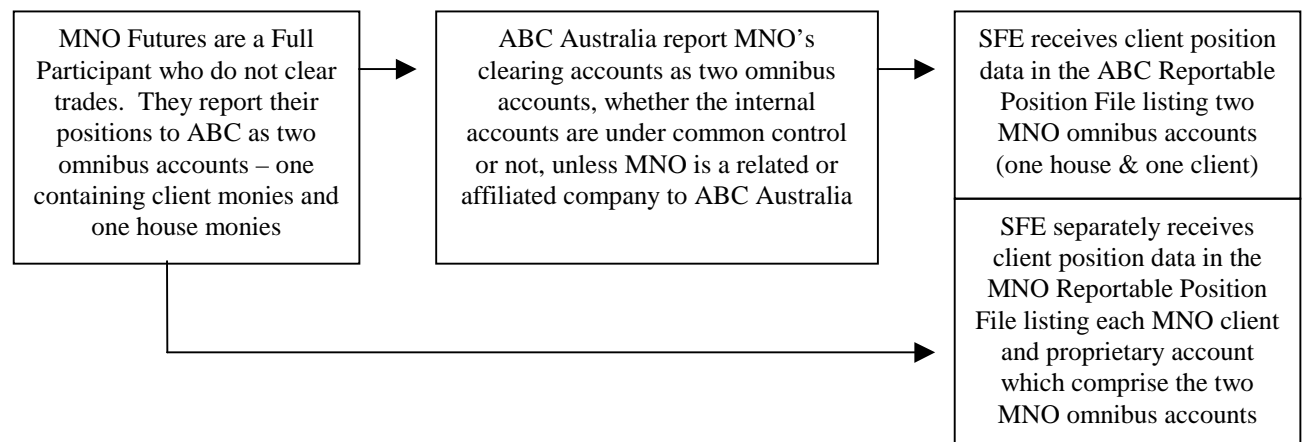 MNO Futures are a Full
Participant who do not clear
trades.  They report their
positions to ABC as two
omnibus accounts – one
containing client monies and
one house monies
ABC Australia report MNO’s
clearing accounts as two omnibus
accounts, whether the internal
accounts are under common control
or not, unless MNO is a related or
affiliated company to ABC Australia
SFE receives client position
data in the ABC Reportable
Position File listing two
MNO omnibus accounts
(one house & one client)
SFE separately receives
client position data in the
MNO Reportable Position
File listing each MNO client
and proprietary account
which comprise the two
MNO omnibus accounts